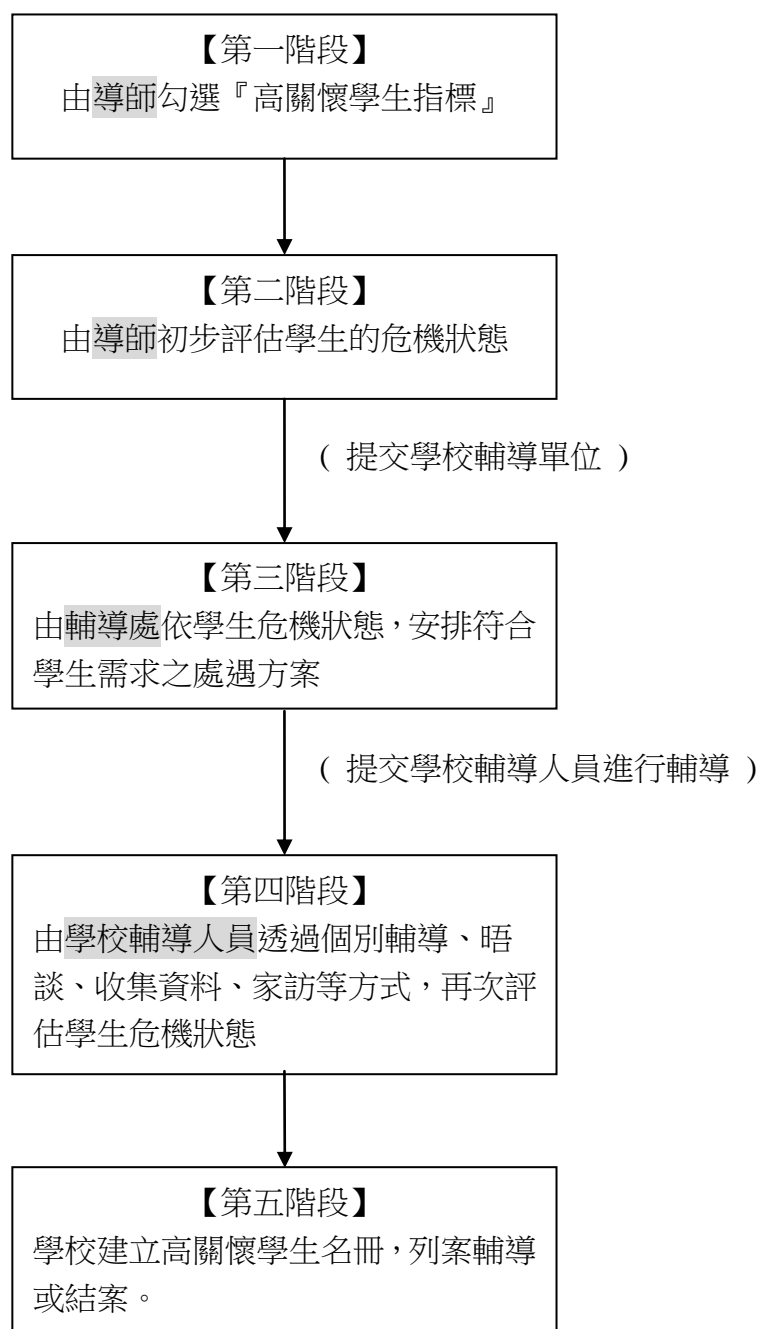 【第一階段】
由導師勾選『高關懷學生指標』
【第二階段】
由導師初步評估學生的危機狀態
( 提交學校輔導單位 )
【第三階段】
由輔導處依學生危機狀態，安排符合
學生需求之處遇方案
( 提交學校輔導人員進行輔導 )
【第四階段】
由學校輔導人員透過個別輔導、晤
談、收集資料、家訪等方式，再次評
估學生危機狀態
【第五階段】
學校建立高關懷學生名冊，列案輔導
或結案。